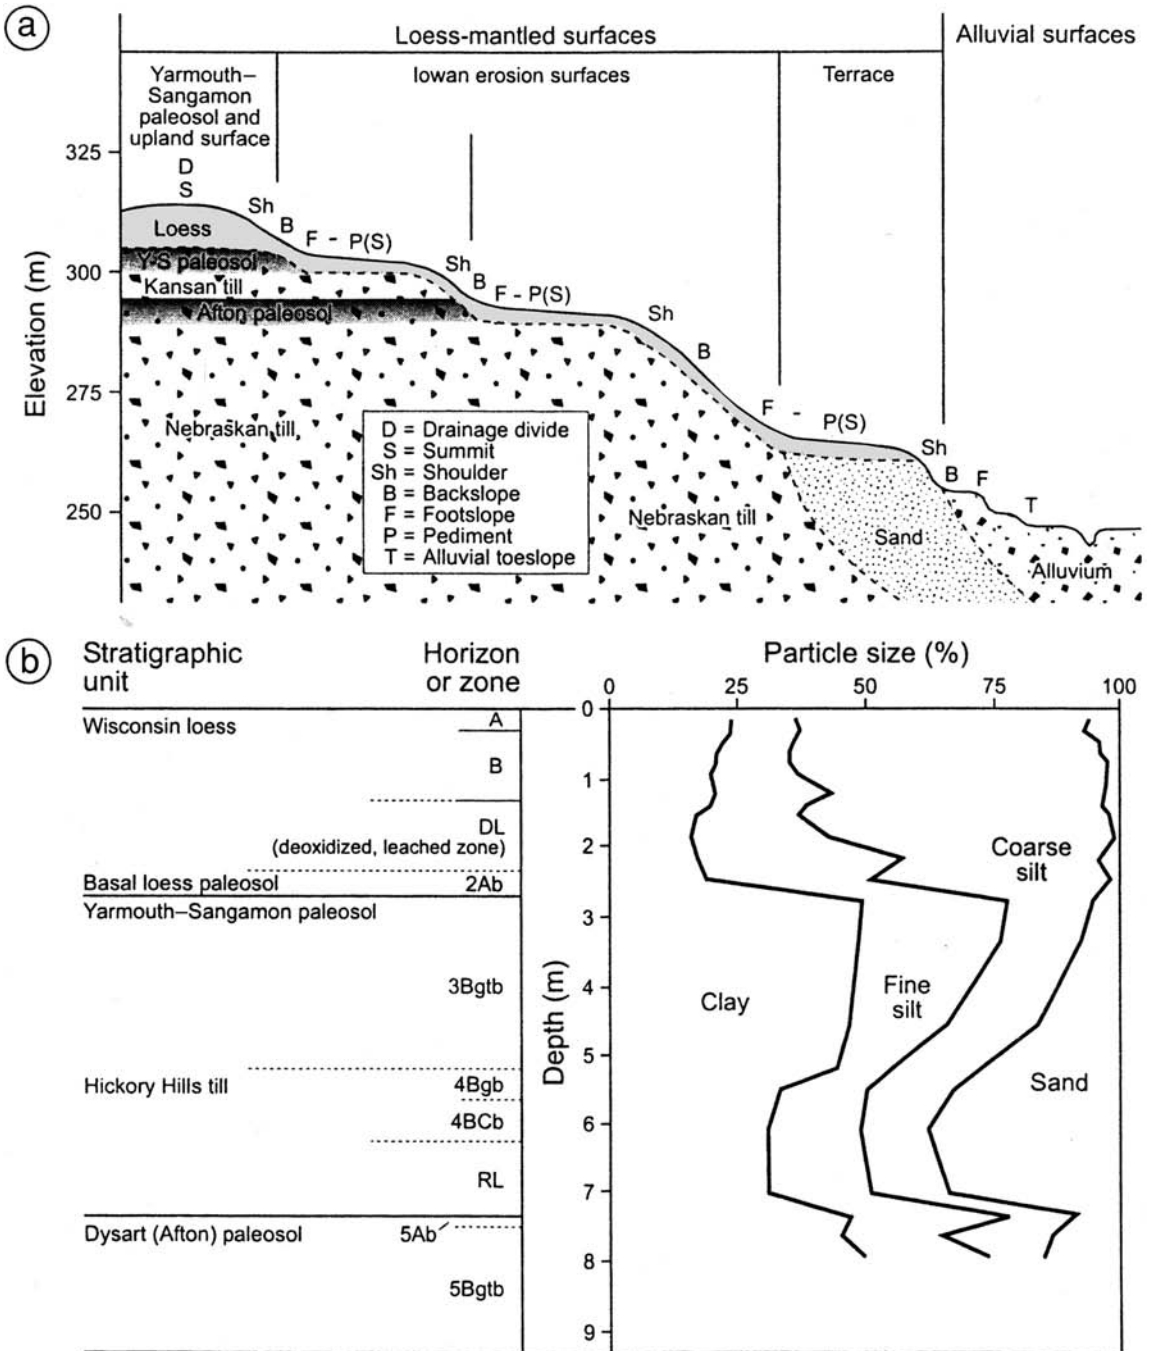 a
Loess-mantled surfaces
Alluvial surfaces
Yarmouth–
Sangamon
paleosol and
upland surface
Iowan erosion surfaces
Terrace
Elevation (m)
325
300
275
250
D
S
Sh
B
F - P(S)
Sh
B
F - P(S)
Sh
B
F - P(S)
Sh
B F
T
Loess
Y-S paleosol
Kansan till
Afton paleosol
Nebraskan till
Nebraskan till
Sand
Alluvium
D = Drainage divide
S = Summit
Sh = Shoulder
B = Backslope
F = Footslope
P = Pediment
T = Alluvial toeslope
b
Stratigraphic
unit
Horizon
or zone
Particle size (%)
0 25 50 75 100
Wisconsin loess
A
B
DL
(deoxidized, leached zone)
Basal loess paleosol
2Ab
Yarmouth–Sangamon paleosol
3Bgtb
Hickory Hills till
4Bgb
4BCb
RL
Dysart (Afton) paleosol
5Ab
5Bgtb
Depth (m)
0
1
2
3
4
5
6
7
8
9
Clay
Fine
silt
Coarse
silt
Sand